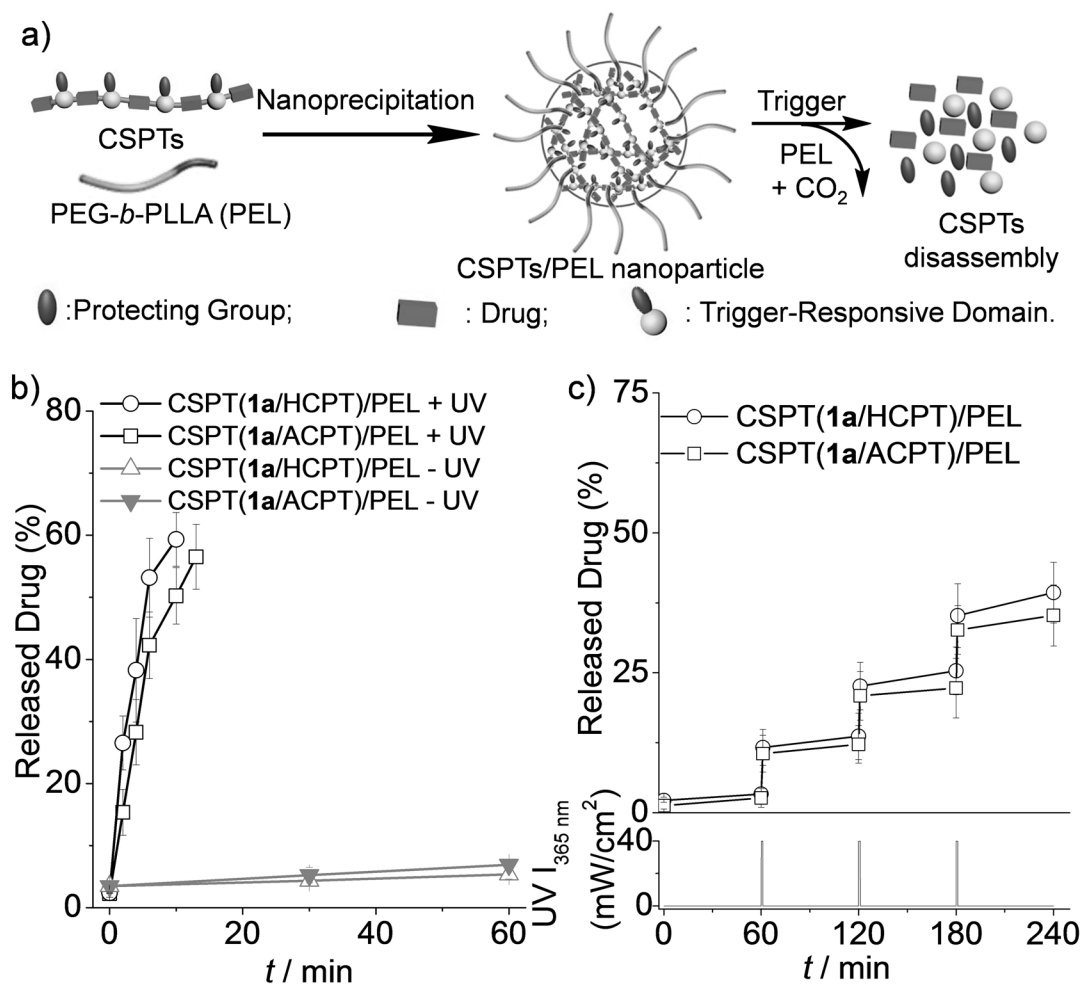 a)
CSPTs
PEG-b-PLLA (PEL)
Nanoprecipitation
CSPTs/PEL nanoparticle
Trigger
PEL
+ CO₂
CSPTs
disassembly
:Protecting Group;
: Drug;
: Trigger-Responsive Domain.
b)
CSPT(1a/HCPT)/PEL + UV
CSPT(1a/ACPT)/PEL + UV
CSPT(1a/HCPT)/PEL - UV
CSPT(1a/ACPT)/PEL - UV
Released Drug (%)
80
60
40
20
0
0 20 40 60
t / min
c)
CSPT(1a/HCPT)/PEL
CSPT(1a/ACPT)/PEL
Released Drug (%)
75
50
25
0
UV I365 nm
(mW/cm²)
40
0
0 60 120 180 240
t / min